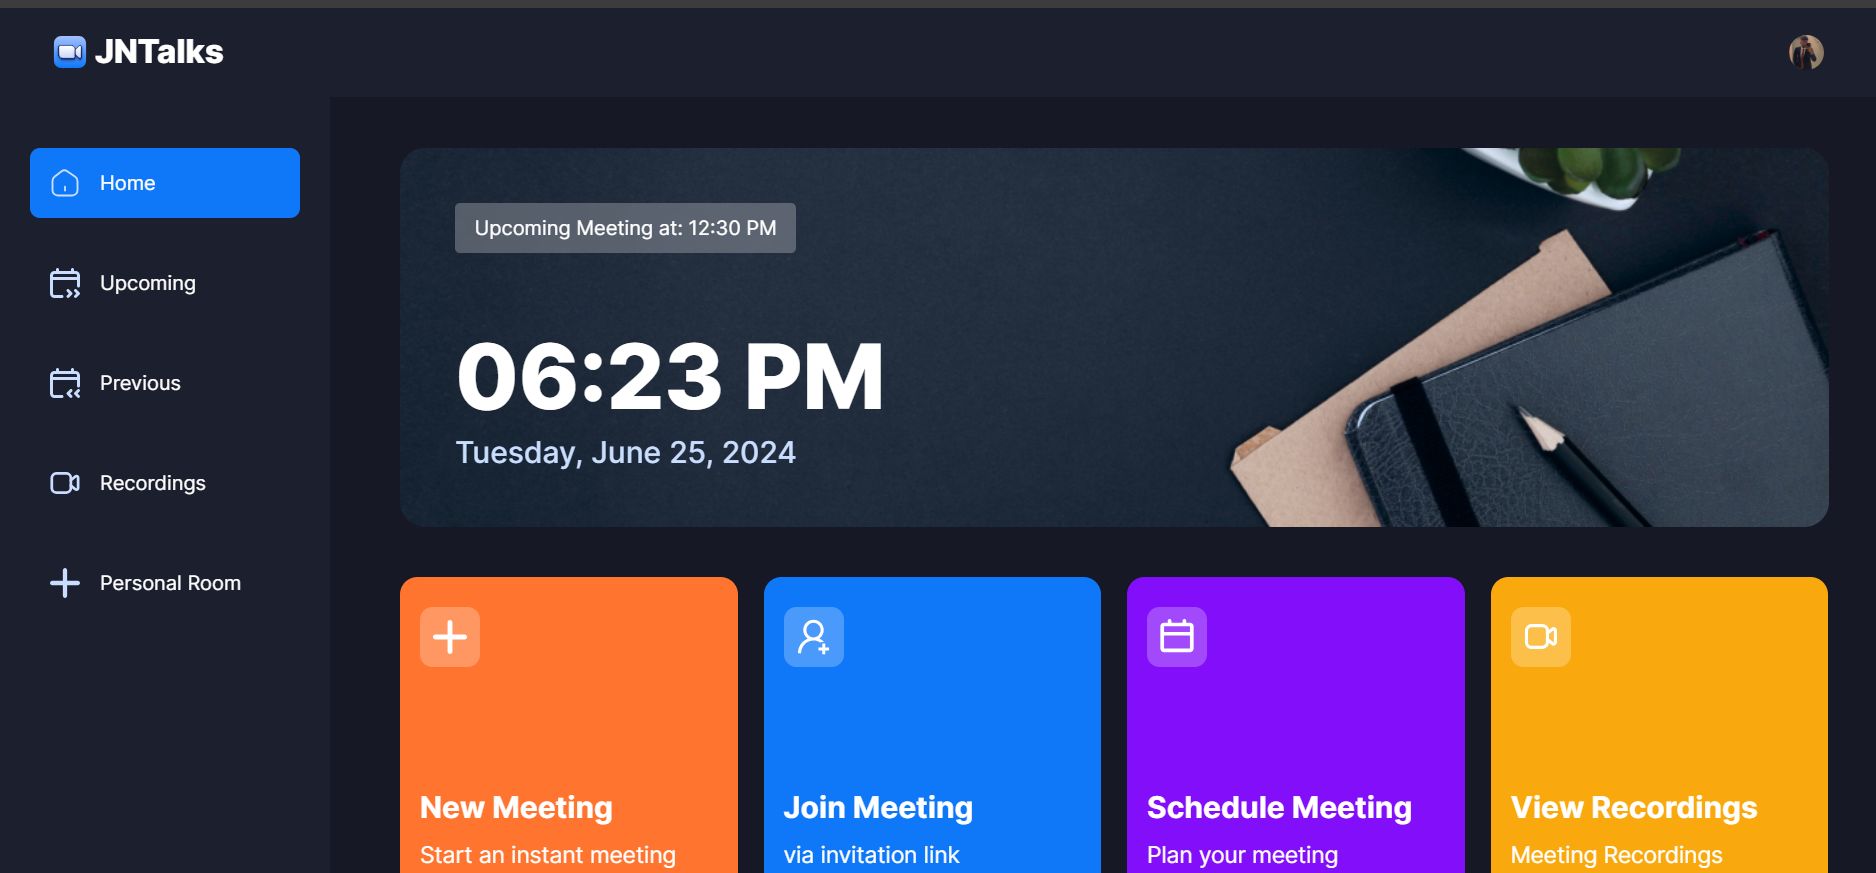 JNTalks
Home
Upcoming
Previous
Recordings
Personal Room
Upcoming Meeting at: 12:30 PM
06:23 PM
Tuesday, June 25, 2024
New Meeting
Start an instant meeting
Join Meeting
via invitation link
Schedule Meeting
Plan your meeting
View Recordings
Meeting Recordings